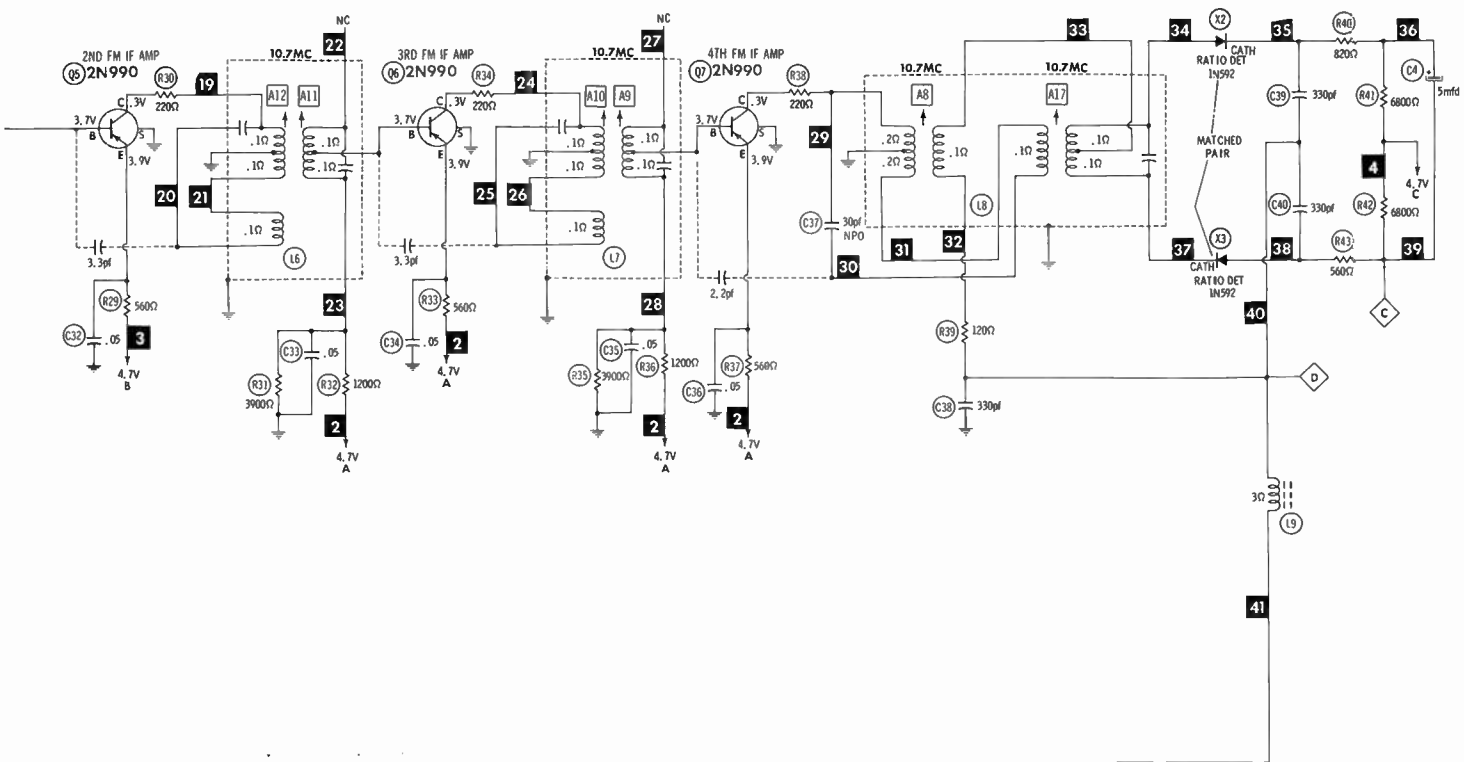 2ND FM IF AMP
Q5 2N990
R30
220Ω
19
C .3V
3.7V
B
S
E
3.9V
10.7MC
NC
22
A12 A11
.1Ω .1Ω
.1Ω .1Ω
.1Ω
20 21
3.3pf
L6
R29 560Ω
C32 .05
3
4.7V
B
23
C33 .05
R31
3900Ω
R32 1200Ω
2
4.7V
A
3RD FM IF AMP
Q6 2N990
R34
220Ω
24
C .3V
3.7V
B
S
E
3.9V
10.7MC
NC
27
A10 A9
.1Ω .1Ω
.1Ω .1Ω
.1Ω
25 26
3.3pf
L7
R33 560Ω
C34 .05
2
4.7V
A
28
C35 .05
R35 3900Ω
R36 1200Ω
2
4.7V
A
4TH FM IF AMP
Q7 2N990
R38
220Ω
C .3V
3.7V
B
S
E
3.9V
29
C37 30pf
NPO
2.2pf
30
R37 560Ω
C36 .05
2
4.7V
A
33
10.7MC 10.7MC
A8 A17
.2Ω
.2Ω
.1Ω
.1Ω
.1Ω
.1Ω
L8
31 32
R39 120Ω
C38 330pf
34
X2
CATH
RATIO DET
1N592
35
R40
820Ω
36
C4
+
5mfd
C39 330pf
R41
6800Ω
MATCHED
PAIR
4
4.7V
C
C40 330pf
R42
6800Ω
37
X3
CATH
RATIO DET
1N592
38
R43
560Ω
39
C
40
D
3Ω
L9
41